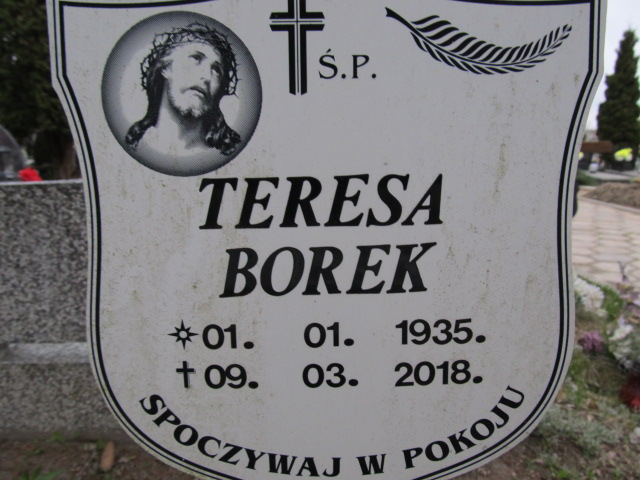 Ś.P.
TERESA
BOREK
01. 01. 1935.
09. 03. 2018.
SPOCZYWAJ W POKOJU